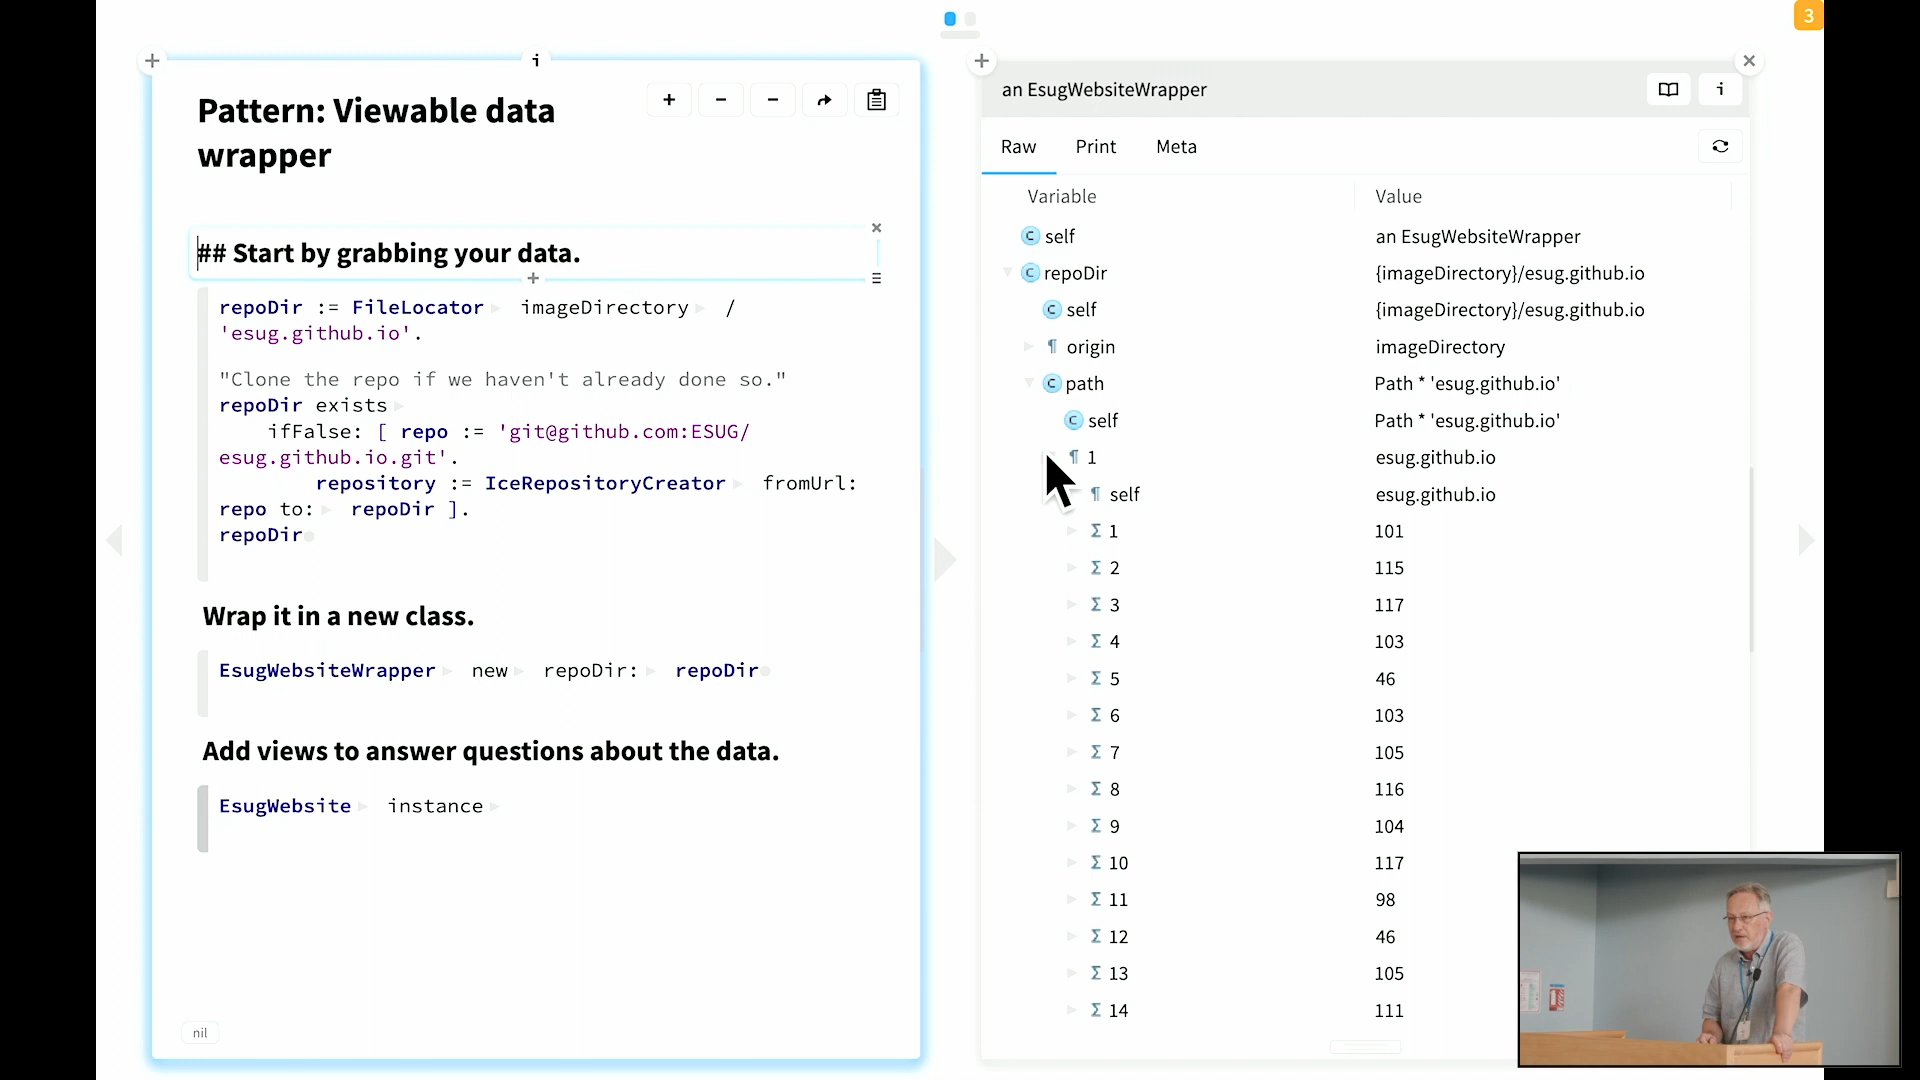 3
i
Pattern: Viewable data
wrapper
## Start by grabbing your data.
repoDir := FileLocator imageDirectory /
'esug.github.io'.
"Clone the repo if we haven't already done so."
repoDir exists
ifFalse: [ repo := 'git@github.com:ESUG/
esug.github.io.git'.
repository := IceRepositoryCreator fromUrl:
repo to: repoDir ].
repoDir
Wrap it in a new class.
EsugWebsiteWrapper new repoDir: repoDir
Add views to answer questions about the data.
EsugWebsite instance
nil
an EsugWebsiteWrapper
i
Raw Print Meta
Variable Value
self an EsugWebsiteWrapper
repoDir {imageDirectory}/esug.github.io
self {imageDirectory}/esug.github.io
origin imageDirectory
path Path * 'esug.github.io'
self Path * 'esug.github.io'
1 esug.github.io
self esug.github.io
Σ 1 101
Σ 2 115
Σ 3 117
Σ 4 103
Σ 5 46
Σ 6 103
Σ 7 105
Σ 8 116
Σ 9 104
Σ 10 117
Σ 11 98
Σ 12 46
Σ 13 105
Σ 14 111